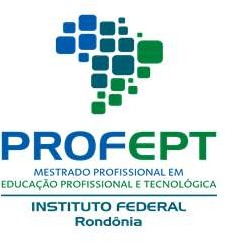 PROFEPT
MESTRADO PROFISSIONAL EM
EDUCAÇÃO PROFISSIONAL E TECNOLÓGICA
INSTITUTO FEDERAL
Rondônia